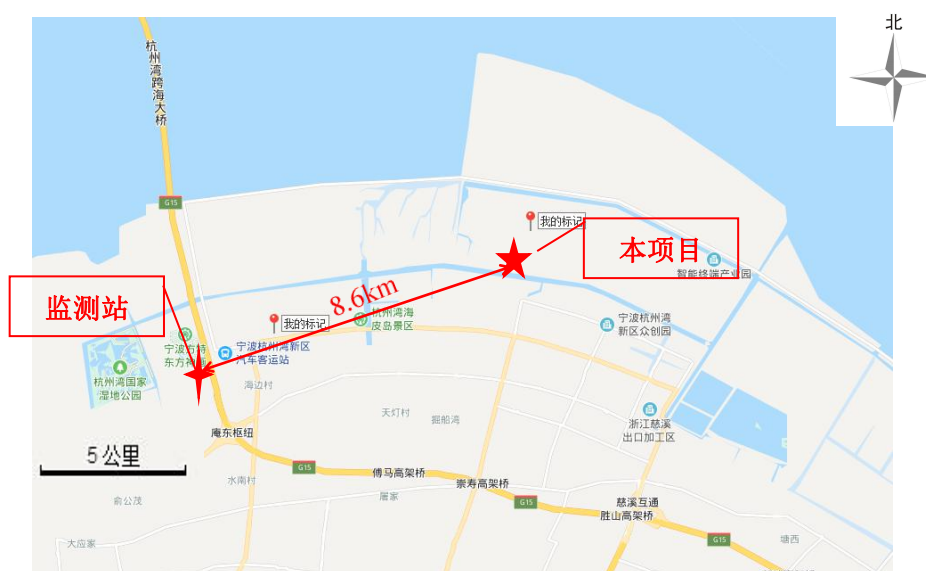 北
杭
州
湾
跨
海
大
桥
G15
我的标记
本项目
智能终端产业园
监测站
8.6km
我的标记
杭州湾海
皮岛景区
宁波杭州湾
新区众创园
宁波方特
东方神画
宁波杭州湾新区
汽车客运站
杭州湾国家
湿地公园
海边村
天灯村
掘船湾
浙江慈溪
出口加工区
庵东枢纽
5公里
G15
水南村
傅马高架桥
崇寿高架桥
屠家
俞公茂
G15
慈溪互通
胜山高架桥
G15
塘西
大应家